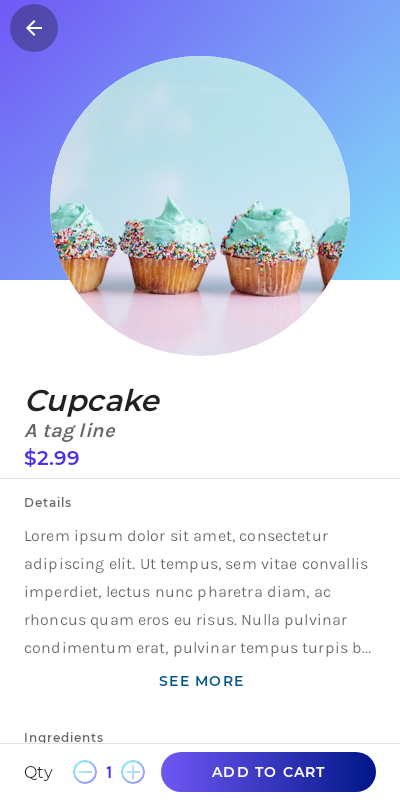 Cupcake
A tag line
$2.99
Details
Lorem ipsum dolor sit amet, consectetur
adipiscing elit. Ut tempus, sem vitae convallis
imperdiet, lectus nunc pharetra diam, ac
rhoncus quam eros eu risus. Nulla pulvinar
condimentum erat, pulvinar tempus turpis b...
SEE MORE
Ingredients
Qty 1 ADD TO CART